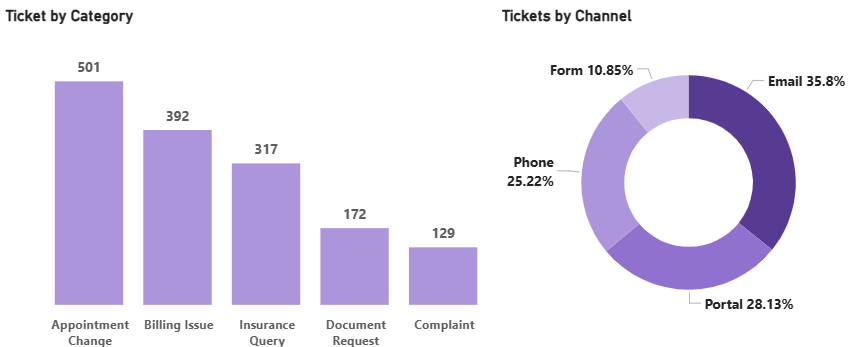 Ticket by Category
501
392
317
172
129
Appointment
Change
Billing Issue
Insurance
Query
Document
Request
Complaint
Tickets by Channel
Form 10.85%
Email 35.8%
Phone
25.22%
Portal 28.13%